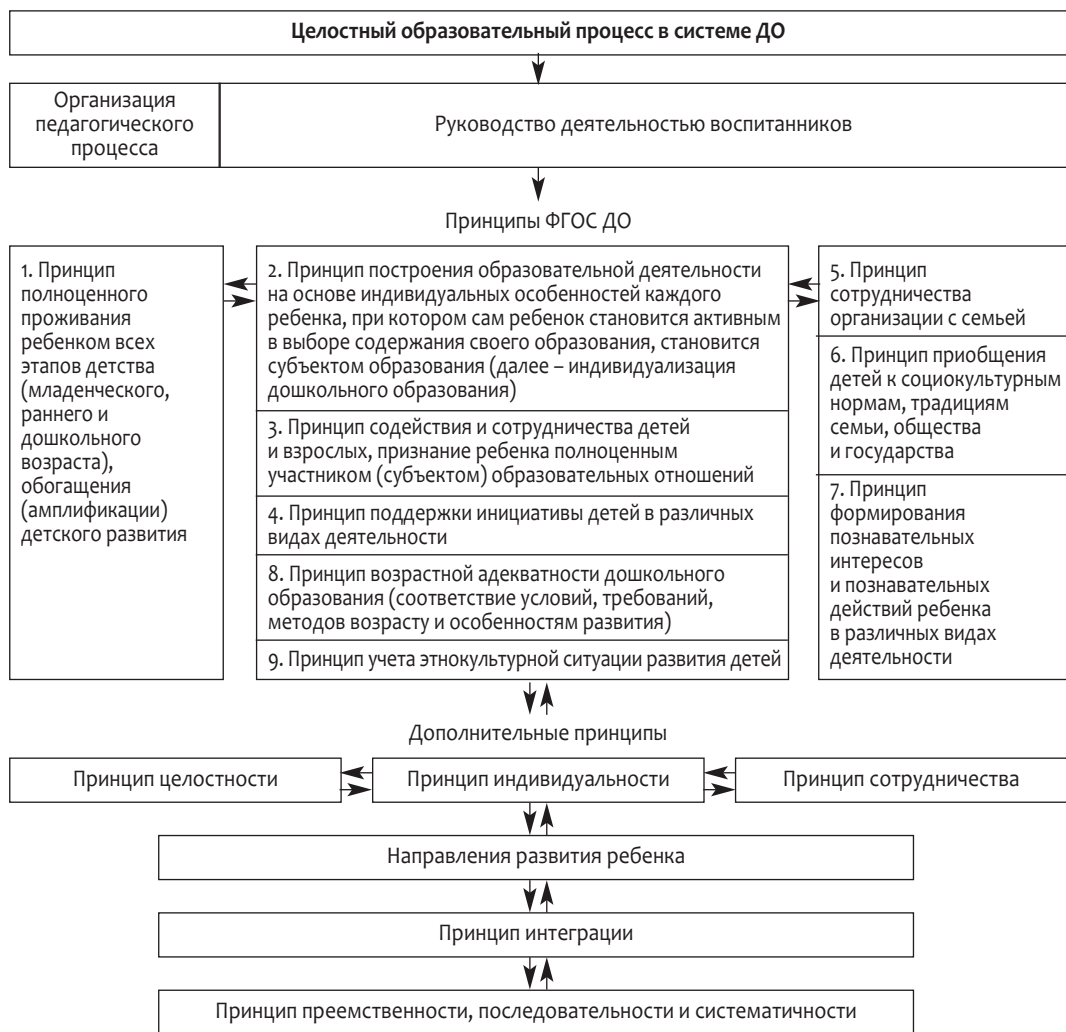 Целостный образовательный процесс в системе ДО
Организация
педагогического
процесса
Руководство деятельностью воспитанников
Принципы ФГОС ДО
1. Принцип
полноценного
проживания
ребенком всех
этапов детства
(младенческого,
раннего и
дошкольного
возраста),
обогащения
(амплификации)
детского развития
2. Принцип построения образовательной деятельности
на основе индивидуальных особенностей каждого
ребенка, при котором сам ребенок становится активным
в выборе содержания своего образования, становится
субъектом образования (далее – индивидуализация
дошкольного образования)
3. Принцип содействия и сотрудничества детей
и взрослых, признание ребенка полноценным
участником (субъектом) образовательных отношений
4. Принцип поддержки инициативы детей в различных
видах деятельности
8. Принцип возрастной адекватности дошкольного
образования (соответствие условий, требований,
методов возрасту и особенностям развития)
9. Принцип учета этнокультурной ситуации развития детей
5. Принцип
сотрудничества
организации с семьей
6. Принцип приобщения
детей к социокультурным
нормам, традициям
семьи, общества
и государства
7. Принцип
формирования
познавательных
интересов
и познавательных
действий ребенка
в различных видах
деятельности
Дополнительные принципы
Принцип целостности
Принцип индивидуальности
Принцип сотрудничества
Направления развития ребенка
Принцип интеграции
Принцип преемственности, последовательности и систематичности